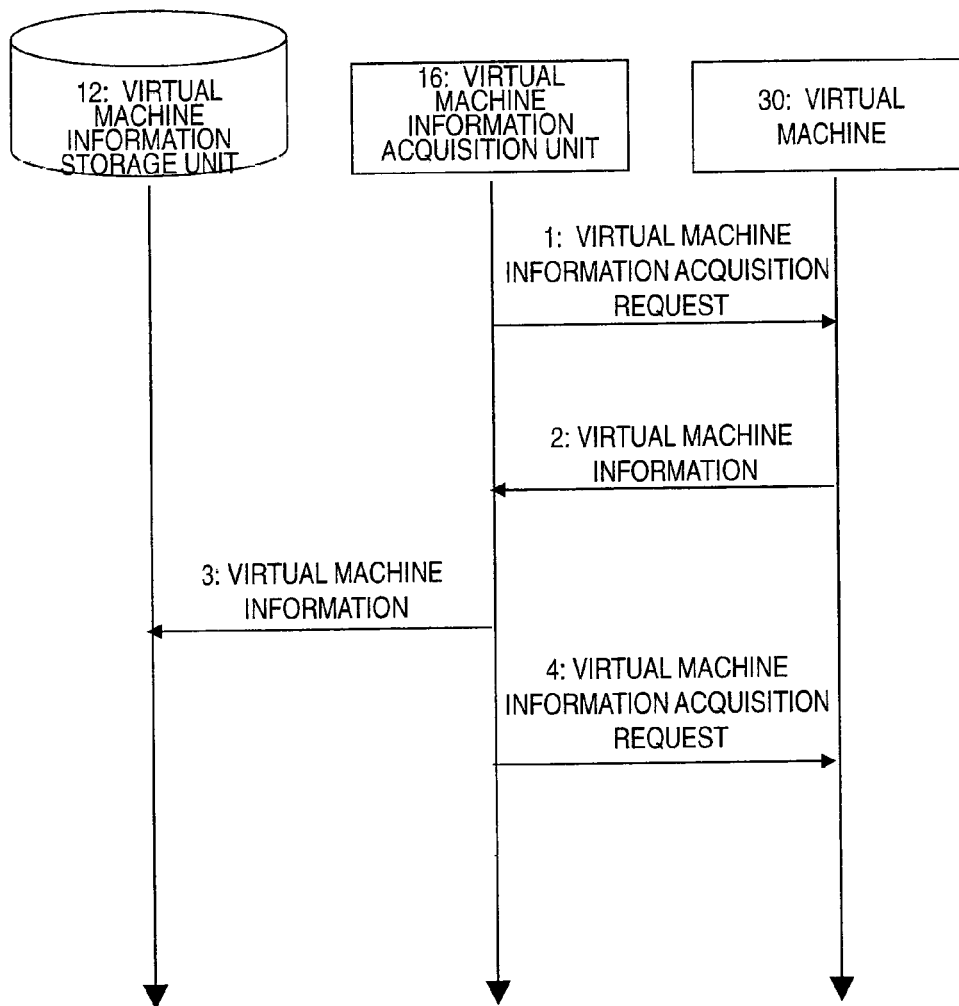 12: VIRTUAL
MACHINE
INFORMATION
STORAGE UNIT
16: VIRTUAL
MACHINE
INFORMATION
ACQUISITION UNIT
30: VIRTUAL
MACHINE
1: VIRTUAL MACHINE
INFORMATION ACQUISITION
REQUEST
2: VIRTUAL MACHINE
INFORMATION
3: VIRTUAL MACHINE
INFORMATION
4: VIRTUAL MACHINE
INFORMATION ACQUISITION
REQUEST